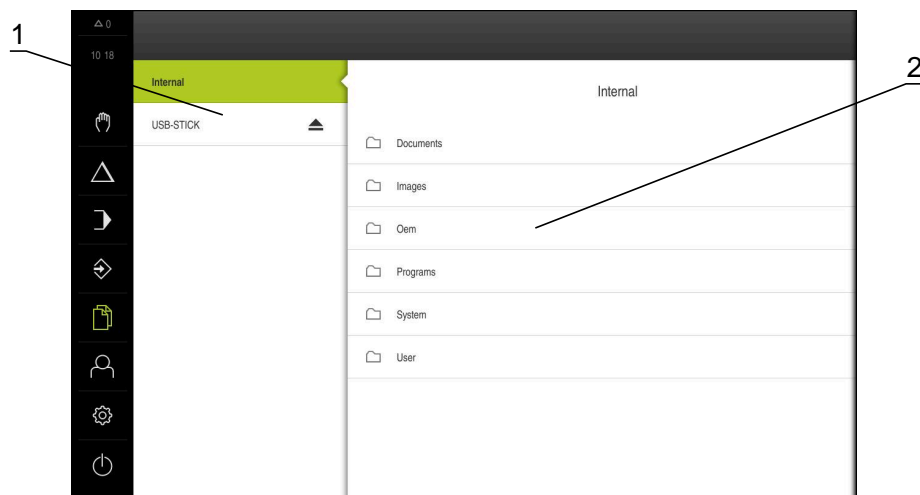 1
2
△ 0
10 18
Internal
USB-STICK
Internal
Documents
Images
Oem
Programs
System
User